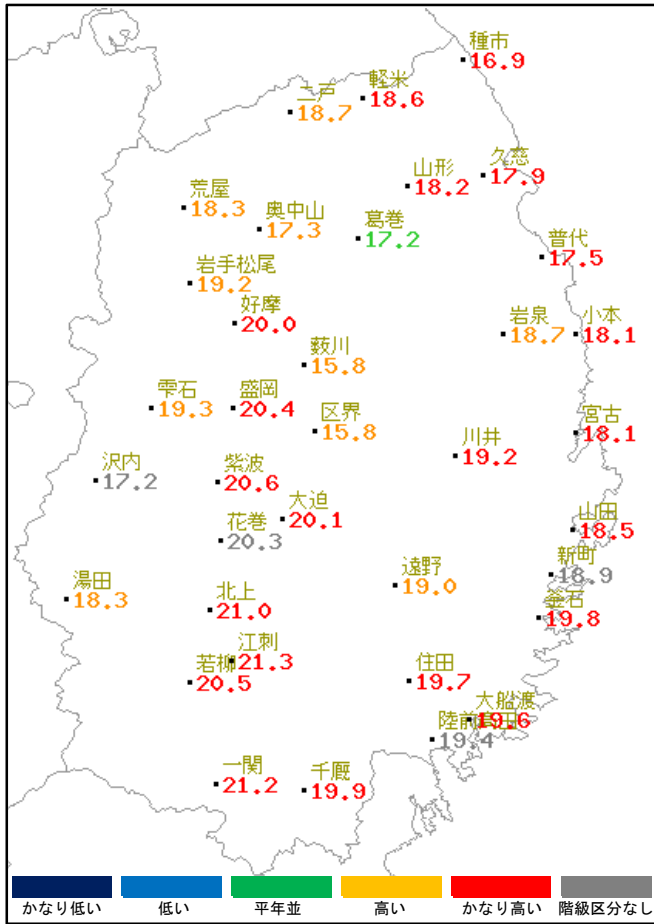 種市
16.9
軽米
18.6
二戸
18.7
久慈
17.9
山形
18.2
荒屋
18.3
奥中山
17.3
葛巻
17.2
普代
17.5
岩手松尾
19.2
好摩
20.0
岩泉
18.7
小本
18.1
薮川
15.8
雫石
19.3
盛岡
20.4
区界
15.8
宮古
18.1
川井
19.2
沢内
17.2
紫波
20.6
大迫
20.1
山田
18.5
花巻
20.3
新町
18.9
湯田
18.3
遠野
19.0
北上
21.0
釜石
19.8
江刺
21.3
若柳
20.5
住田
19.7
大船渡
19.6
陸前高田
19.4
一関
21.2
千厩
19.9
かなり低い
低い
平年並
高い
かなり高い
階級区分なし